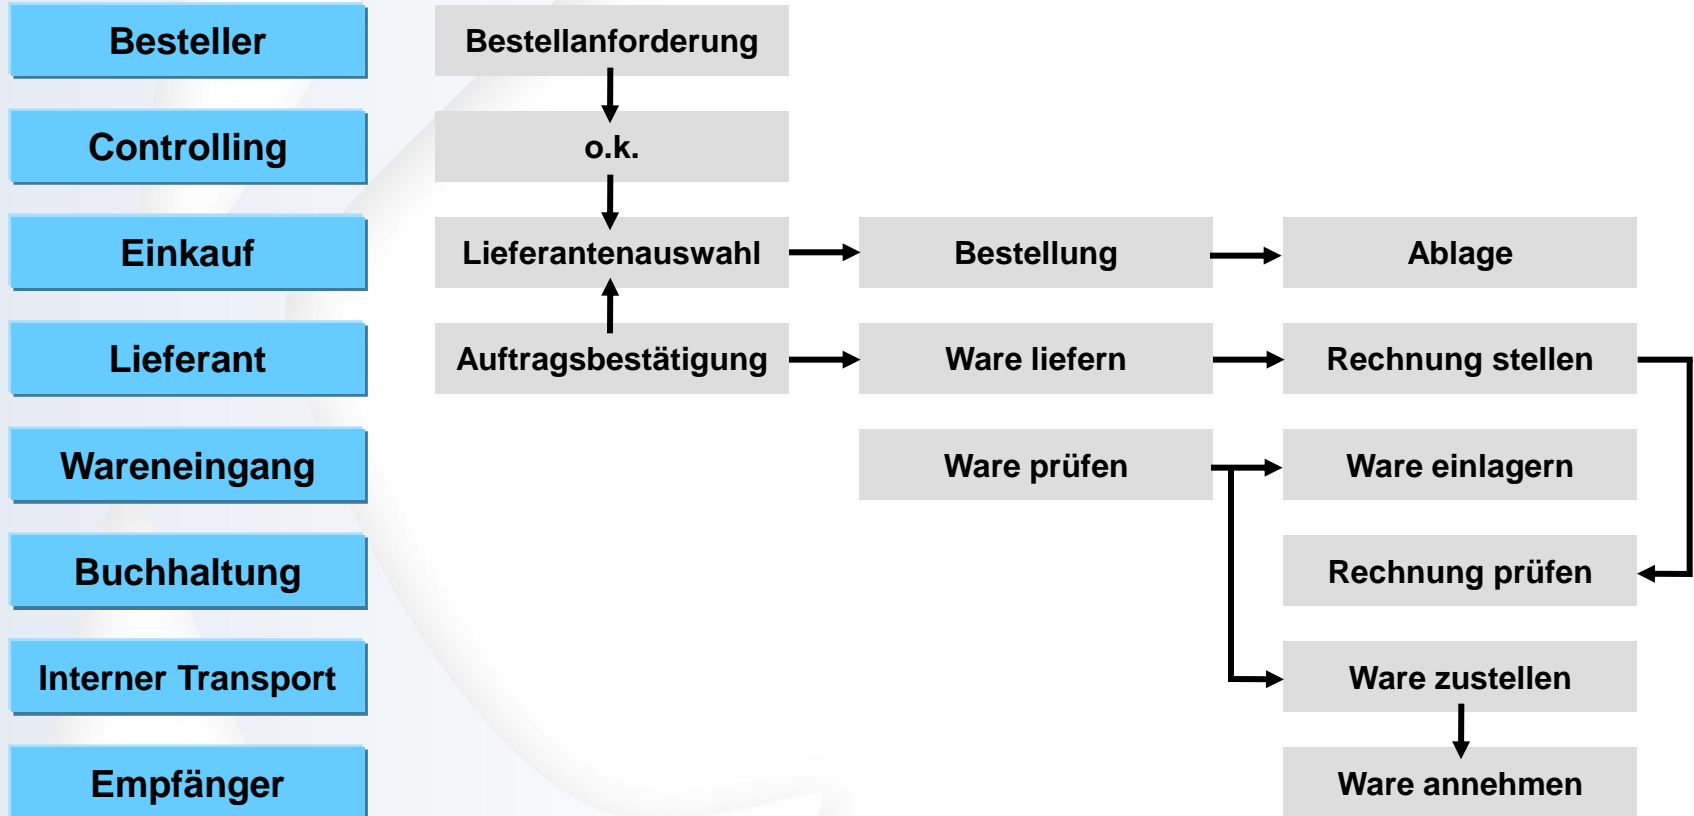 Besteller
Bestellanforderung
Controlling
o.k.
Einkauf
Lieferantenauswahl
Bestellung
Ablage
Lieferant
Auftragsbestätigung
Ware liefern
Rechnung stellen
Wareneingang
Ware prüfen
Ware einlagern
Buchhaltung
Rechnung prüfen
Interner Transport
Ware zustellen
Empfänger
Ware annehmen